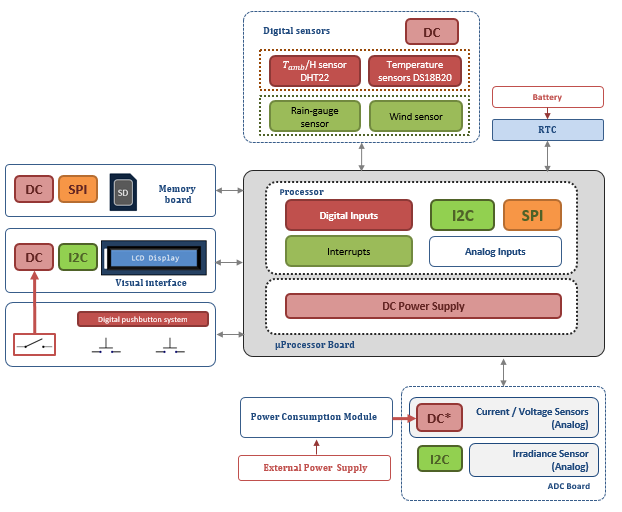 Digital sensors
DC
Tamb/H sensor
DHT22
Temperature
sensors DS18B20
Rain-gauge
sensor
Wind sensor
Battery
RTC
DC
SPI
SD
Memory
board
DC
I2C
LCD Display
Visual interface
Digital pushbutton system
Processor
Digital Inputs
I2C
SPI
Interrupts
Analog Inputs
DC Power Supply
µProcessor Board
Power Consumption Module
External Power Supply
DC*
Current / Voltage Sensors
(Analog)
I2C
Irradiance Sensor
(Analog)
ADC Board